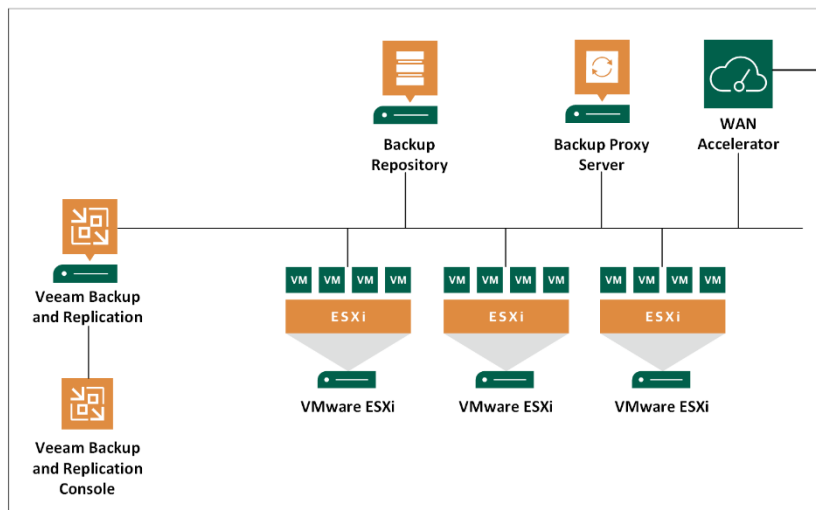 Backup
Repository
Backup Proxy
Server
WAN
Accelerator
Veeam Backup
and Replication
VM VM VM VM
VM VM VM VM
VM VM VM VM
ESXi
ESXi
ESXi
VMware ESXi
VMware ESXi
VMware ESXi
Veeam Backup
and Replication
Console